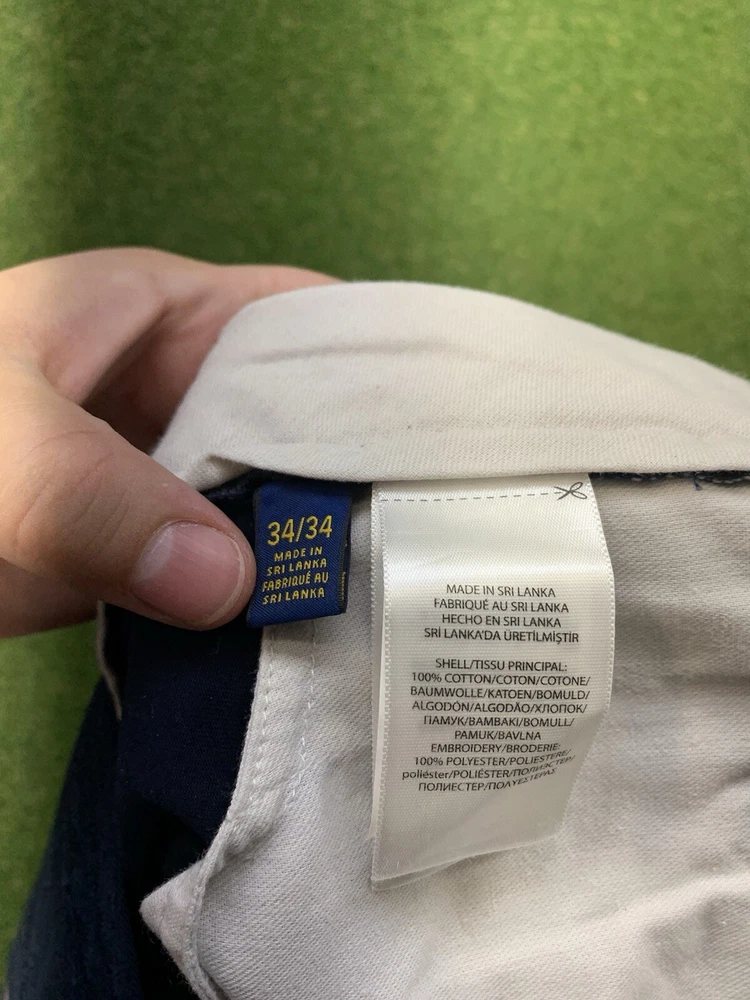 34/34
MADE IN
SRI LANKA
FABRIQUÉ AU
SRI LANKA
MADE IN SRI LANKA
FABRIQUÉ AU SRI LANKA
HECHO EN SRI LANKA
SRİ LANKA'DA ÜRETİLMİŞTİR
SHELL/TISSU PRINCIPAL:
100% COTTON/COTON/COTONE/
BAUMWOLLE/KATOEN/BOMULD/
ALGODÓN/ALGODÃO/ХЛОПОК/
ПАМУК/BAMBAKI/BOMULL/
PAMUK/BAVLNA
EMBROIDERY/BRODERIE:
100% POLYESTER/POLIESTERE/
poliéster/POLIÉSTER/ПОЛИЭСТЕР/
ПОЛИЕСТЕР/ΠΟΛΥΕΣΤΕΡΑΣ